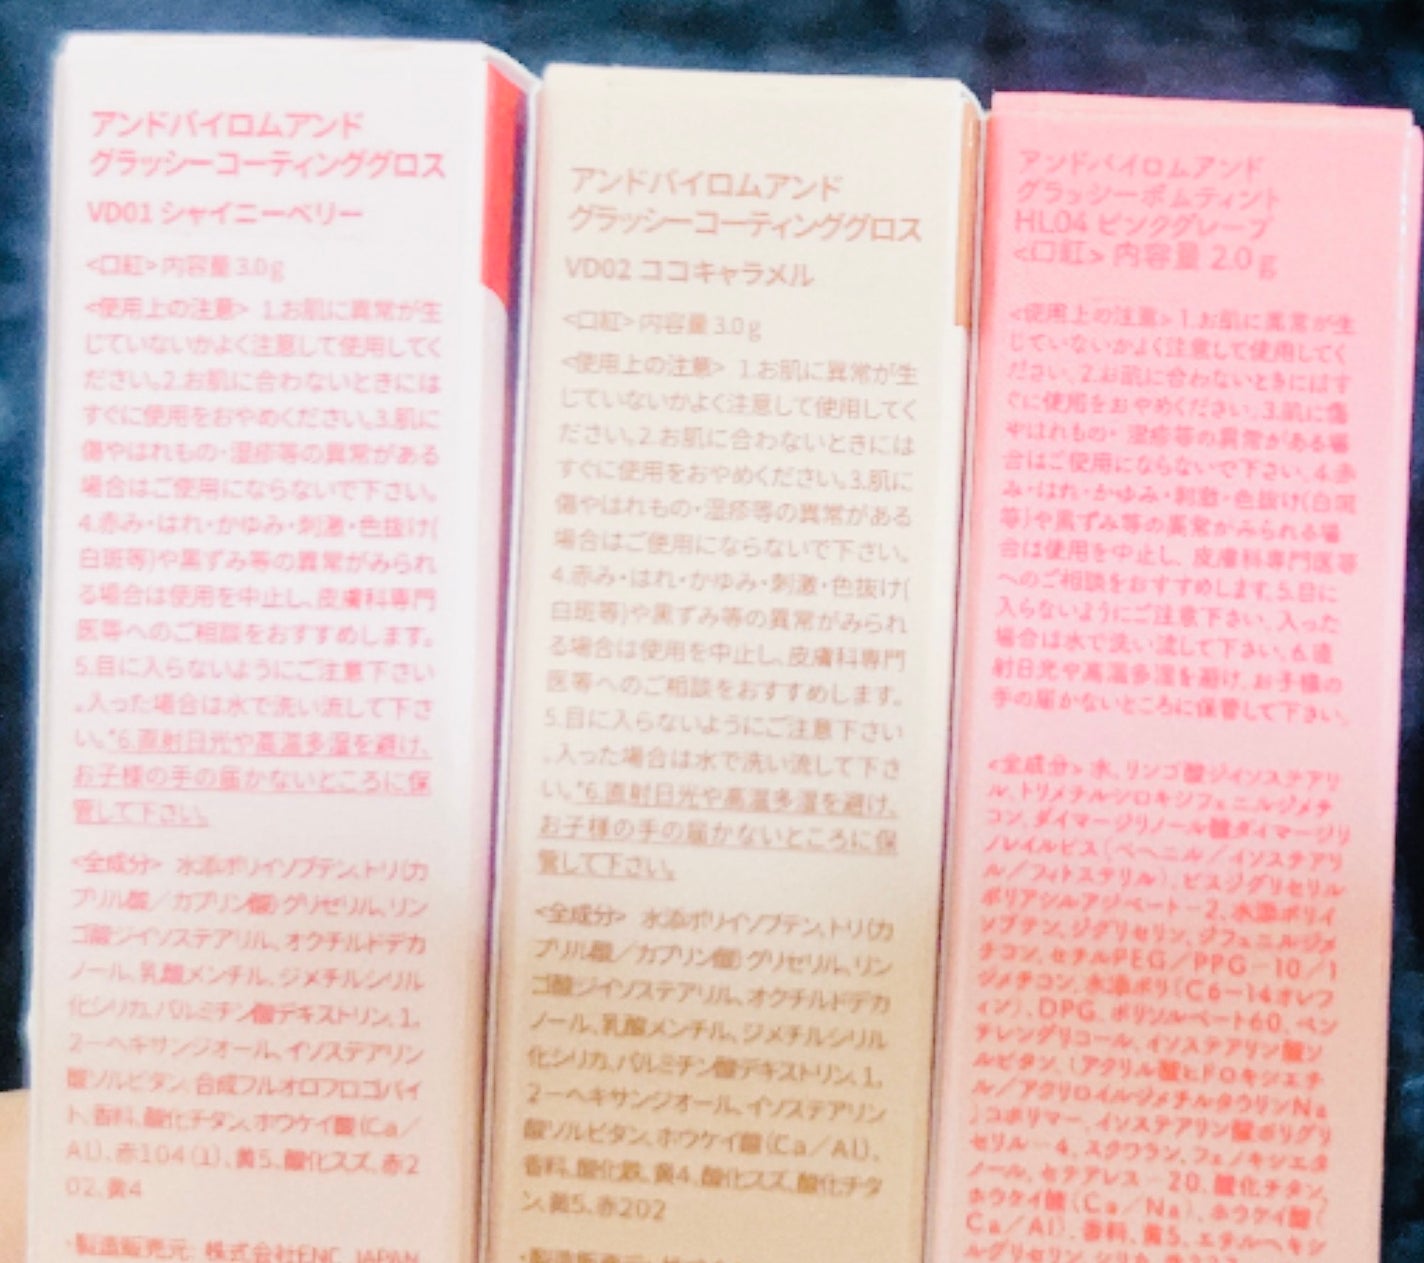 アンドバイロムアンド
グラッシーコーティンググロス
VD01 シャイニーベリー
<口紅> 内容量 3.0g
<使用上の注意> 1.お肌に異常が生
じていないかよく注意して使用してく
ださい。2.お肌に合わないときには
すぐに使用をおやめください。3.肌に
傷やはれもの・湿疹等の異常がある
場合はご使用にならないで下さい。
4.赤み・はれ・かゆみ・刺激・色抜け(
白斑等)や黒ずみ等の異常がみられ
る場合は使用を中止し、皮膚科専門
医等へのご相談をおすすめします。
5.目に入らないようにご注意下さい
。入った場合は水で洗い流して下さ
い。*6.直射日光や高温多湿を避け、
お子様の手の届かないところに保
管して下さい。
<全成分> 水添ポリイソブテン、トリ(カ
プリル酸／カプリン酸)グリセリル、リン
ゴ酸ジイソステアリル、オクチルドデカ
ノール、乳酸メンチル、ジメチルシリル
化シリカ、パルミチン酸デキストリン、1,
2－ヘキサンジオール、イソステアリン
酸ソルビタン、合成フルオロフロゴパイ
ト、香料、酸化チタン、ホウケイ酸(Ca／
Al)、赤104(1)、黄5、酸化スズ、赤2
02、黄4
・製造販売元: 株式会社ENC JAPAN
アンドバイロムアンド
グラッシーコーティンググロス
VD02 ココキャラメル
<口紅> 内容量 3.0g
<使用上の注意> 1.お肌に異常が生
じていないかよく注意して使用してく
ださい。2.お肌に合わないときには
すぐに使用をおやめください。3.肌に
傷やはれもの・湿疹等の異常がある
場合はご使用にならないで下さい。
4.赤み・はれ・かゆみ・刺激・色抜け(
白斑等)や黒ずみ等の異常がみられ
る場合は使用を中止し、皮膚科専門
医等へのご相談をおすすめします。
5.目に入らないようにご注意下さい
。入った場合は水で洗い流して下さ
い。*6.直射日光や高温多湿を避け、
お子様の手の届かないところに保
管して下さい。
<全成分> 水添ポリイソブテン、トリ(カ
プリル酸／カプリン酸)グリセリル、リン
ゴ酸ジイソステアリル、オクチルドデカ
ノール、乳酸メンチル、ジメチルシリル
化シリカ、パルミチン酸デキストリン、1,
2－ヘキサンジオール、イソステアリン
酸ソルビタン、ホウケイ酸(Ca／Al)、
香料、酸化鉄、黄4、酸化スズ、酸化チタ
ン、黄5、赤202
アンドバイロムアンド
グラッシーボムティント
HL04 ピンクグレープ
<口紅> 内容量 2.0g
<使用上の注意> 1.お肌に異常が生
じていないかよく注意して使用してく
ださい。2.お肌に合わないときにはす
ぐに使用をおやめください。3.肌に傷
やはれもの・湿疹等の異常がある場
合はご使用にならないで下さい。4.赤
み・はれ・かゆみ・刺激・色抜け(白斑
等)や黒ずみ等の異常がみられる場
合は使用を中止し、皮膚科専門医等
へのご相談をおすすめします。5.目に
入らないようにご注意下さい。入った
場合は水で洗い流して下さい。6.直
射日光や高温多湿を避け、お子様の
手の届かないところに保管して下さい。
<全成分> 水、リンゴ酸ジイソステアリ
ル、トリメチルシロキシフェニルジメチ
コン、ダイマージリノール酸ダイマージリ
ノレイルビス(ベヘニル／イソステアリ
ル／フィトステリル)、ビスジグリセリル
ポリアシルアジペート－2、水添ポリイ
ソブテン、ジグリセリン、ジフェニルジメ
チコン、セチルPEG／PPG－10／1
ジメチコン、水添ポリ(C6－14オレフ
ィン)、DPG、ポリソルベート60、ペン
チレングリコール、イソステアリン酸ソ
ルビタン、(アクリル酸ヒドロキシエチ
ル／アクリロイルジメチルタウリンNa
)コポリマー、イソステアリン酸ポリグリ
セリル－4、スクワラン、フェノキシエタ
ノール、セテアレス－20、酸化チタン、
ホウケイ酸(Ca／Na)、ホウケイ酸(
Ca／Al)、香料、黄5、エチルヘキシ
ルグリセリン、シリカ、